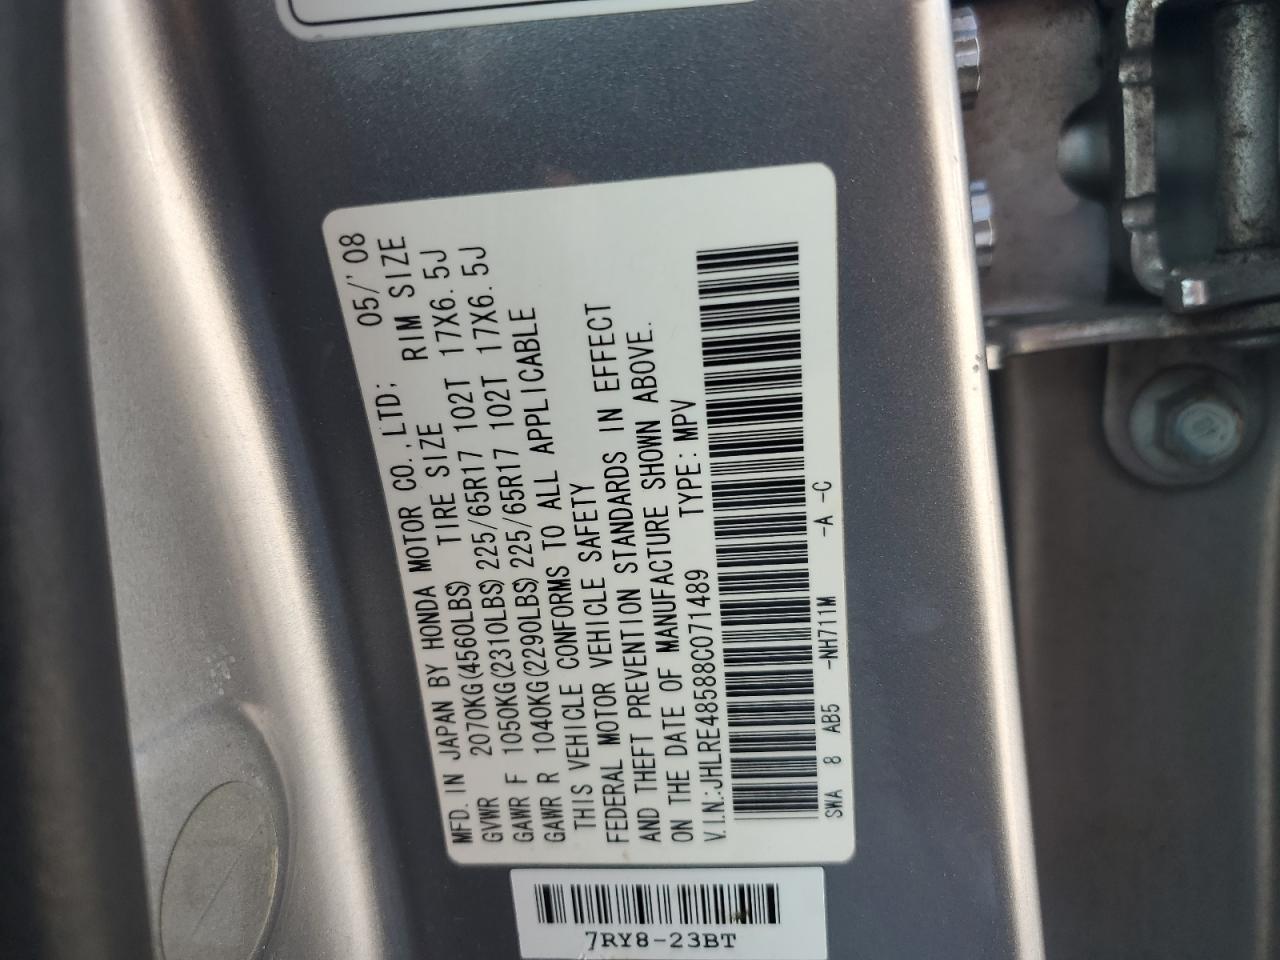 MFD. IN JAPAN BY HONDA MOTOR CO., LTD; 05/'08
GVWR 2070KG(4560LBS) TIRE SIZE RIM SIZE
GAWR F 1050KG(2310LBS) 225/65R17 102T 17X6.5J
GAWR R 1040KG(2290LBS) 225/65R17 102T 17X6.5J
THIS VEHICLE CONFORMS TO ALL APPLICABLE
FEDERAL MOTOR VEHICLE SAFETY
AND THEFT PREVENTION STANDARDS IN EFFECT
ON THE DATE OF MANUFACTURE SHOWN ABOVE.
V.I.N.:JHLRE48588C071489 TYPE: MPV
SWA 8 AB5 -NH711M -A -C
7RY8-23BT